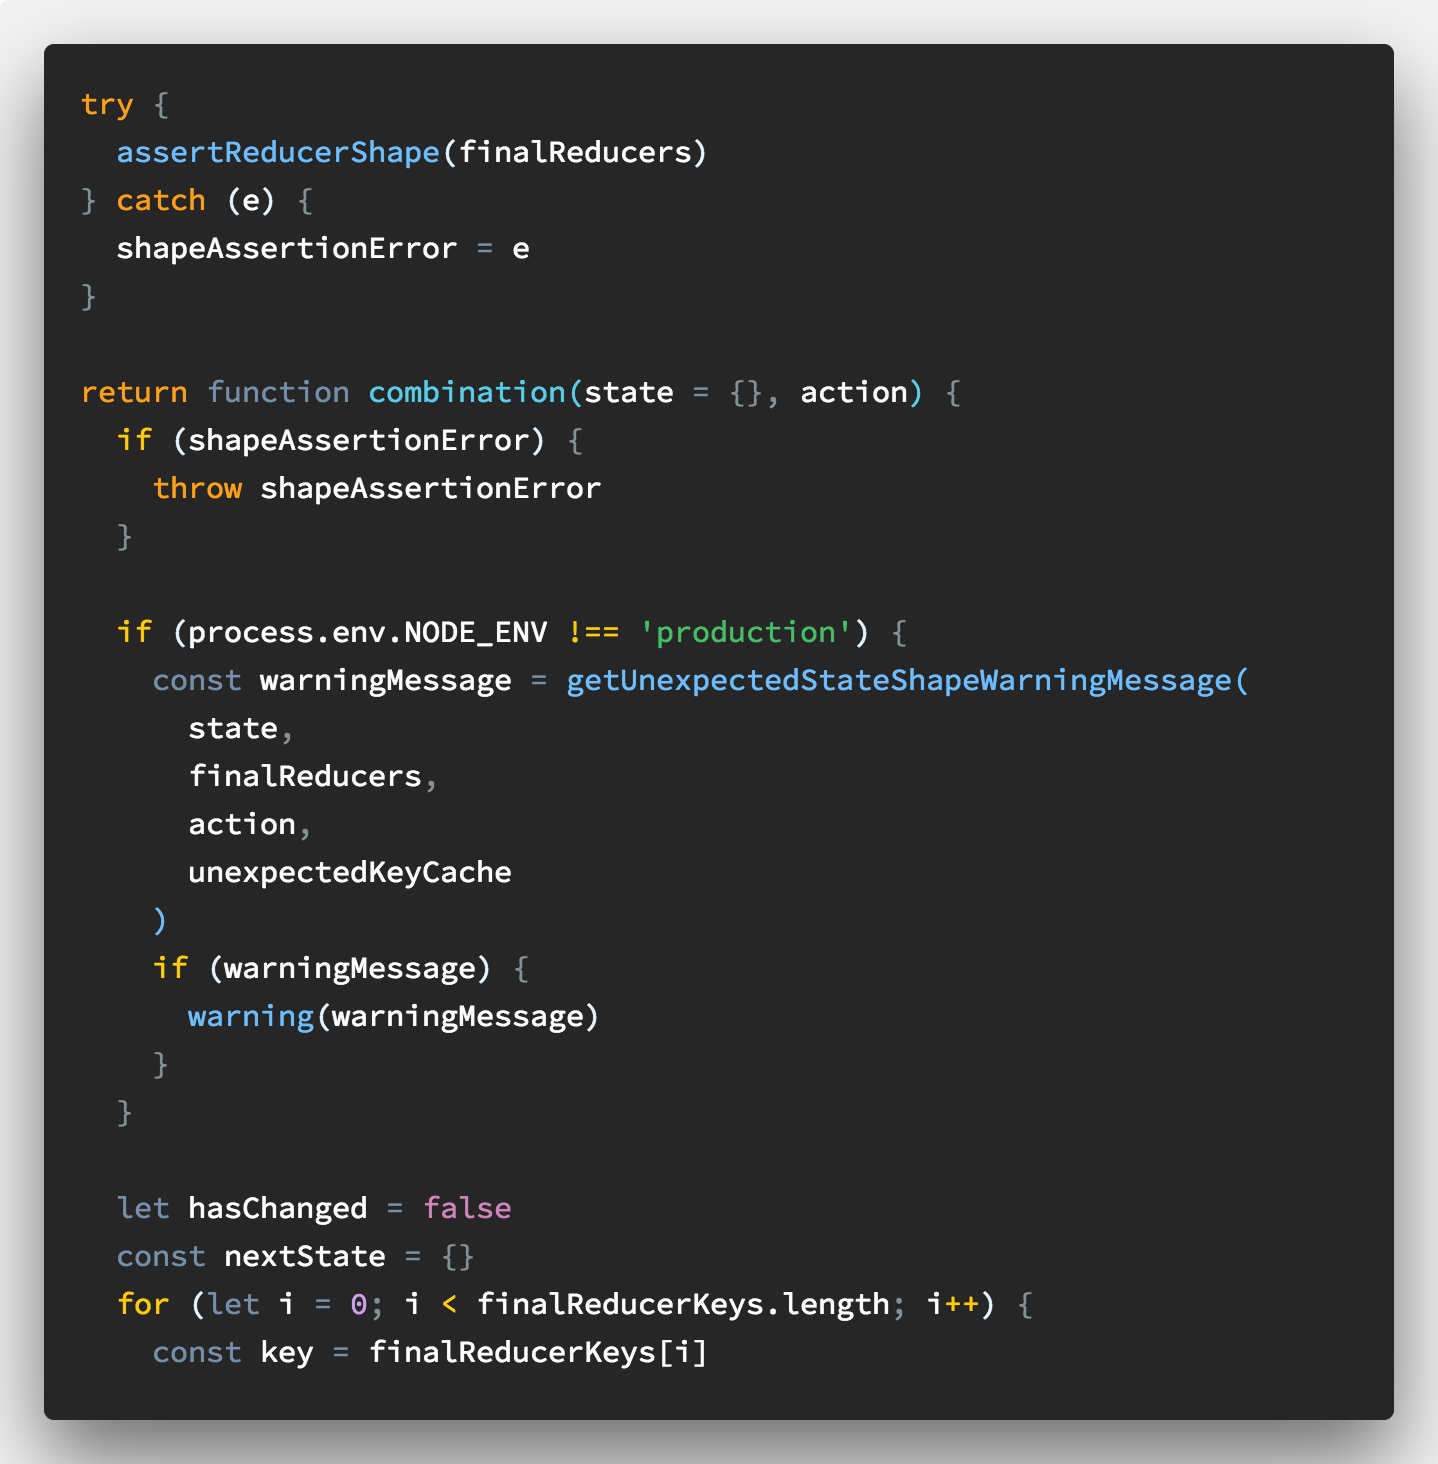 try {
  assertReducerShape(finalReducers)
} catch (e) {
  shapeAssertionError = e
}

return function combination(state = {}, action) {
  if (shapeAssertionError) {
    throw shapeAssertionError
  }

  if (process.env.NODE_ENV !== 'production') {
    const warningMessage = getUnexpectedStateShapeWarningMessage(
      state,
      finalReducers,
      action,
      unexpectedKeyCache
    )
    if (warningMessage) {
      warning(warningMessage)
    }
  }

  let hasChanged = false
  const nextState = {}
  for (let i = 0; i < finalReducerKeys.length; i++) {
    const key = finalReducerKeys[i]